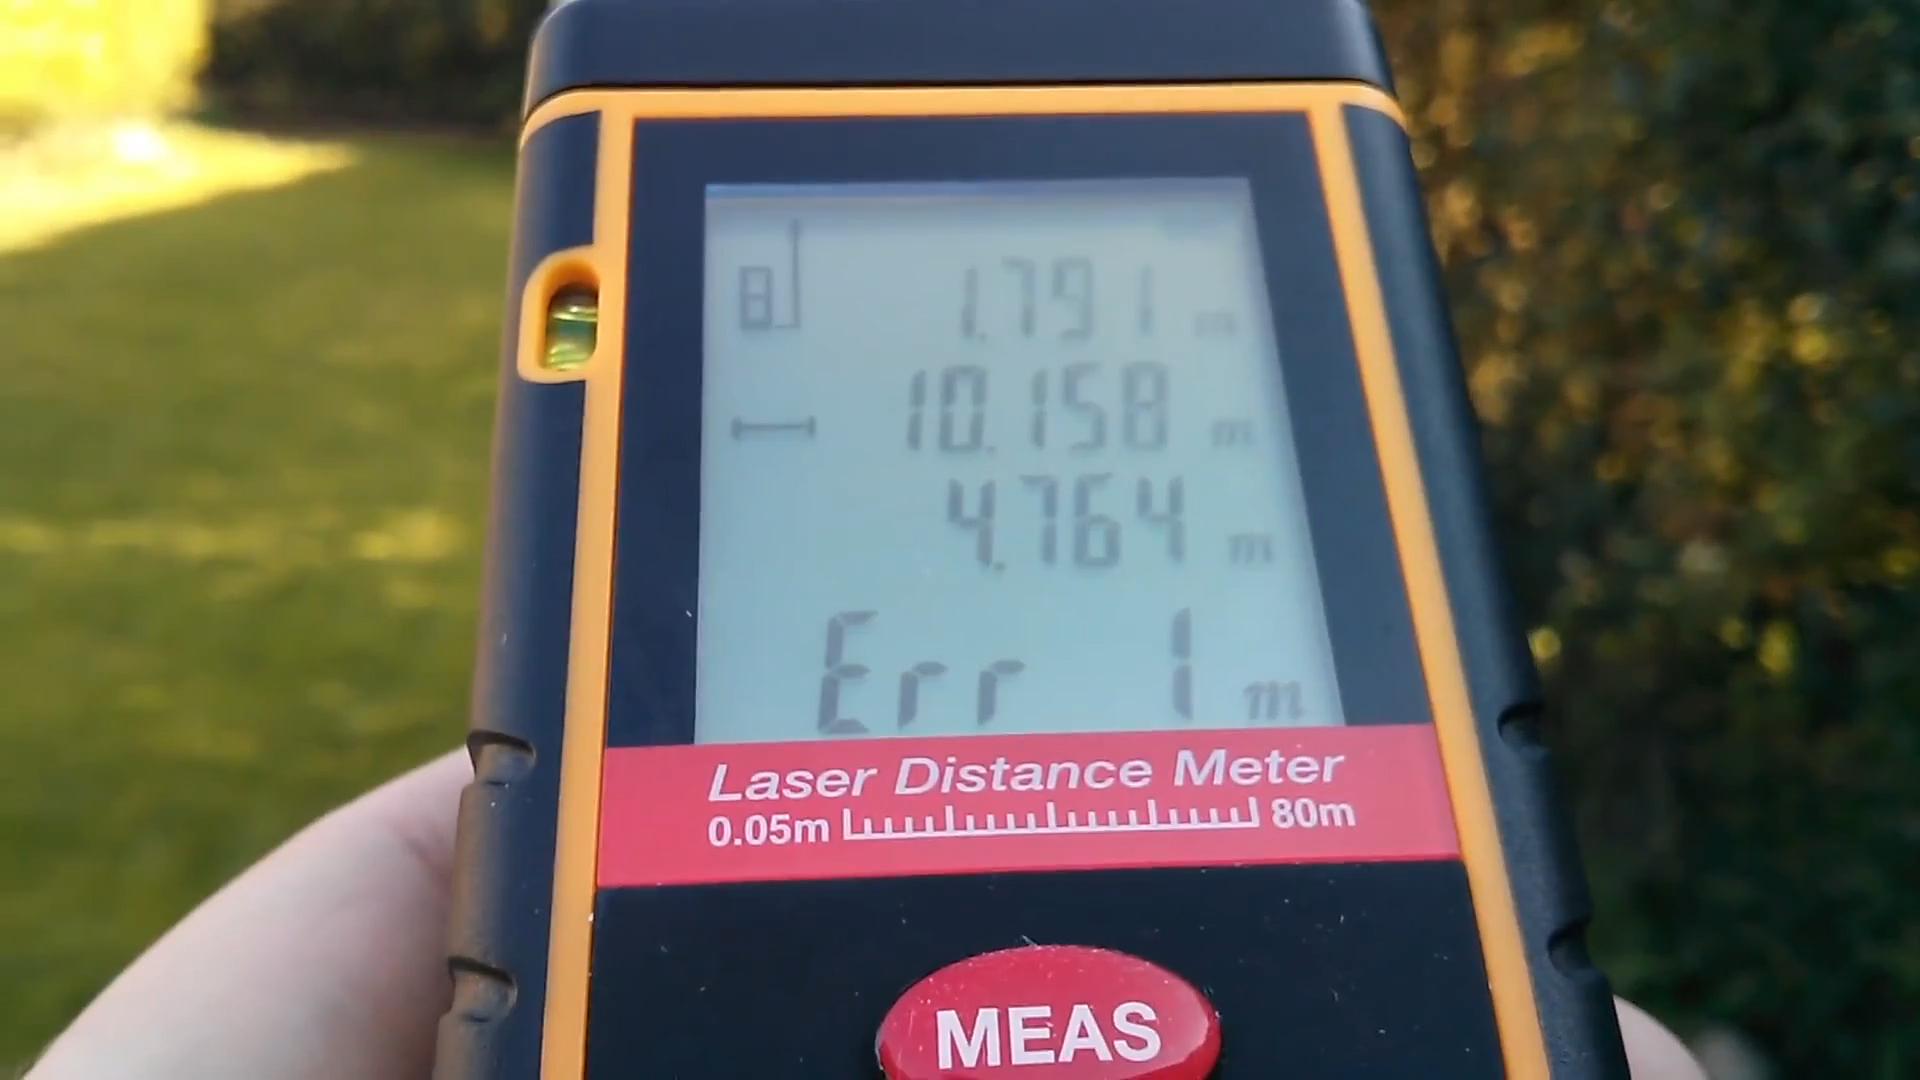 1.791 m
10.158 m
4.764 m
Err 1 m
Laser Distance Meter
0.05m 80m
MEAS